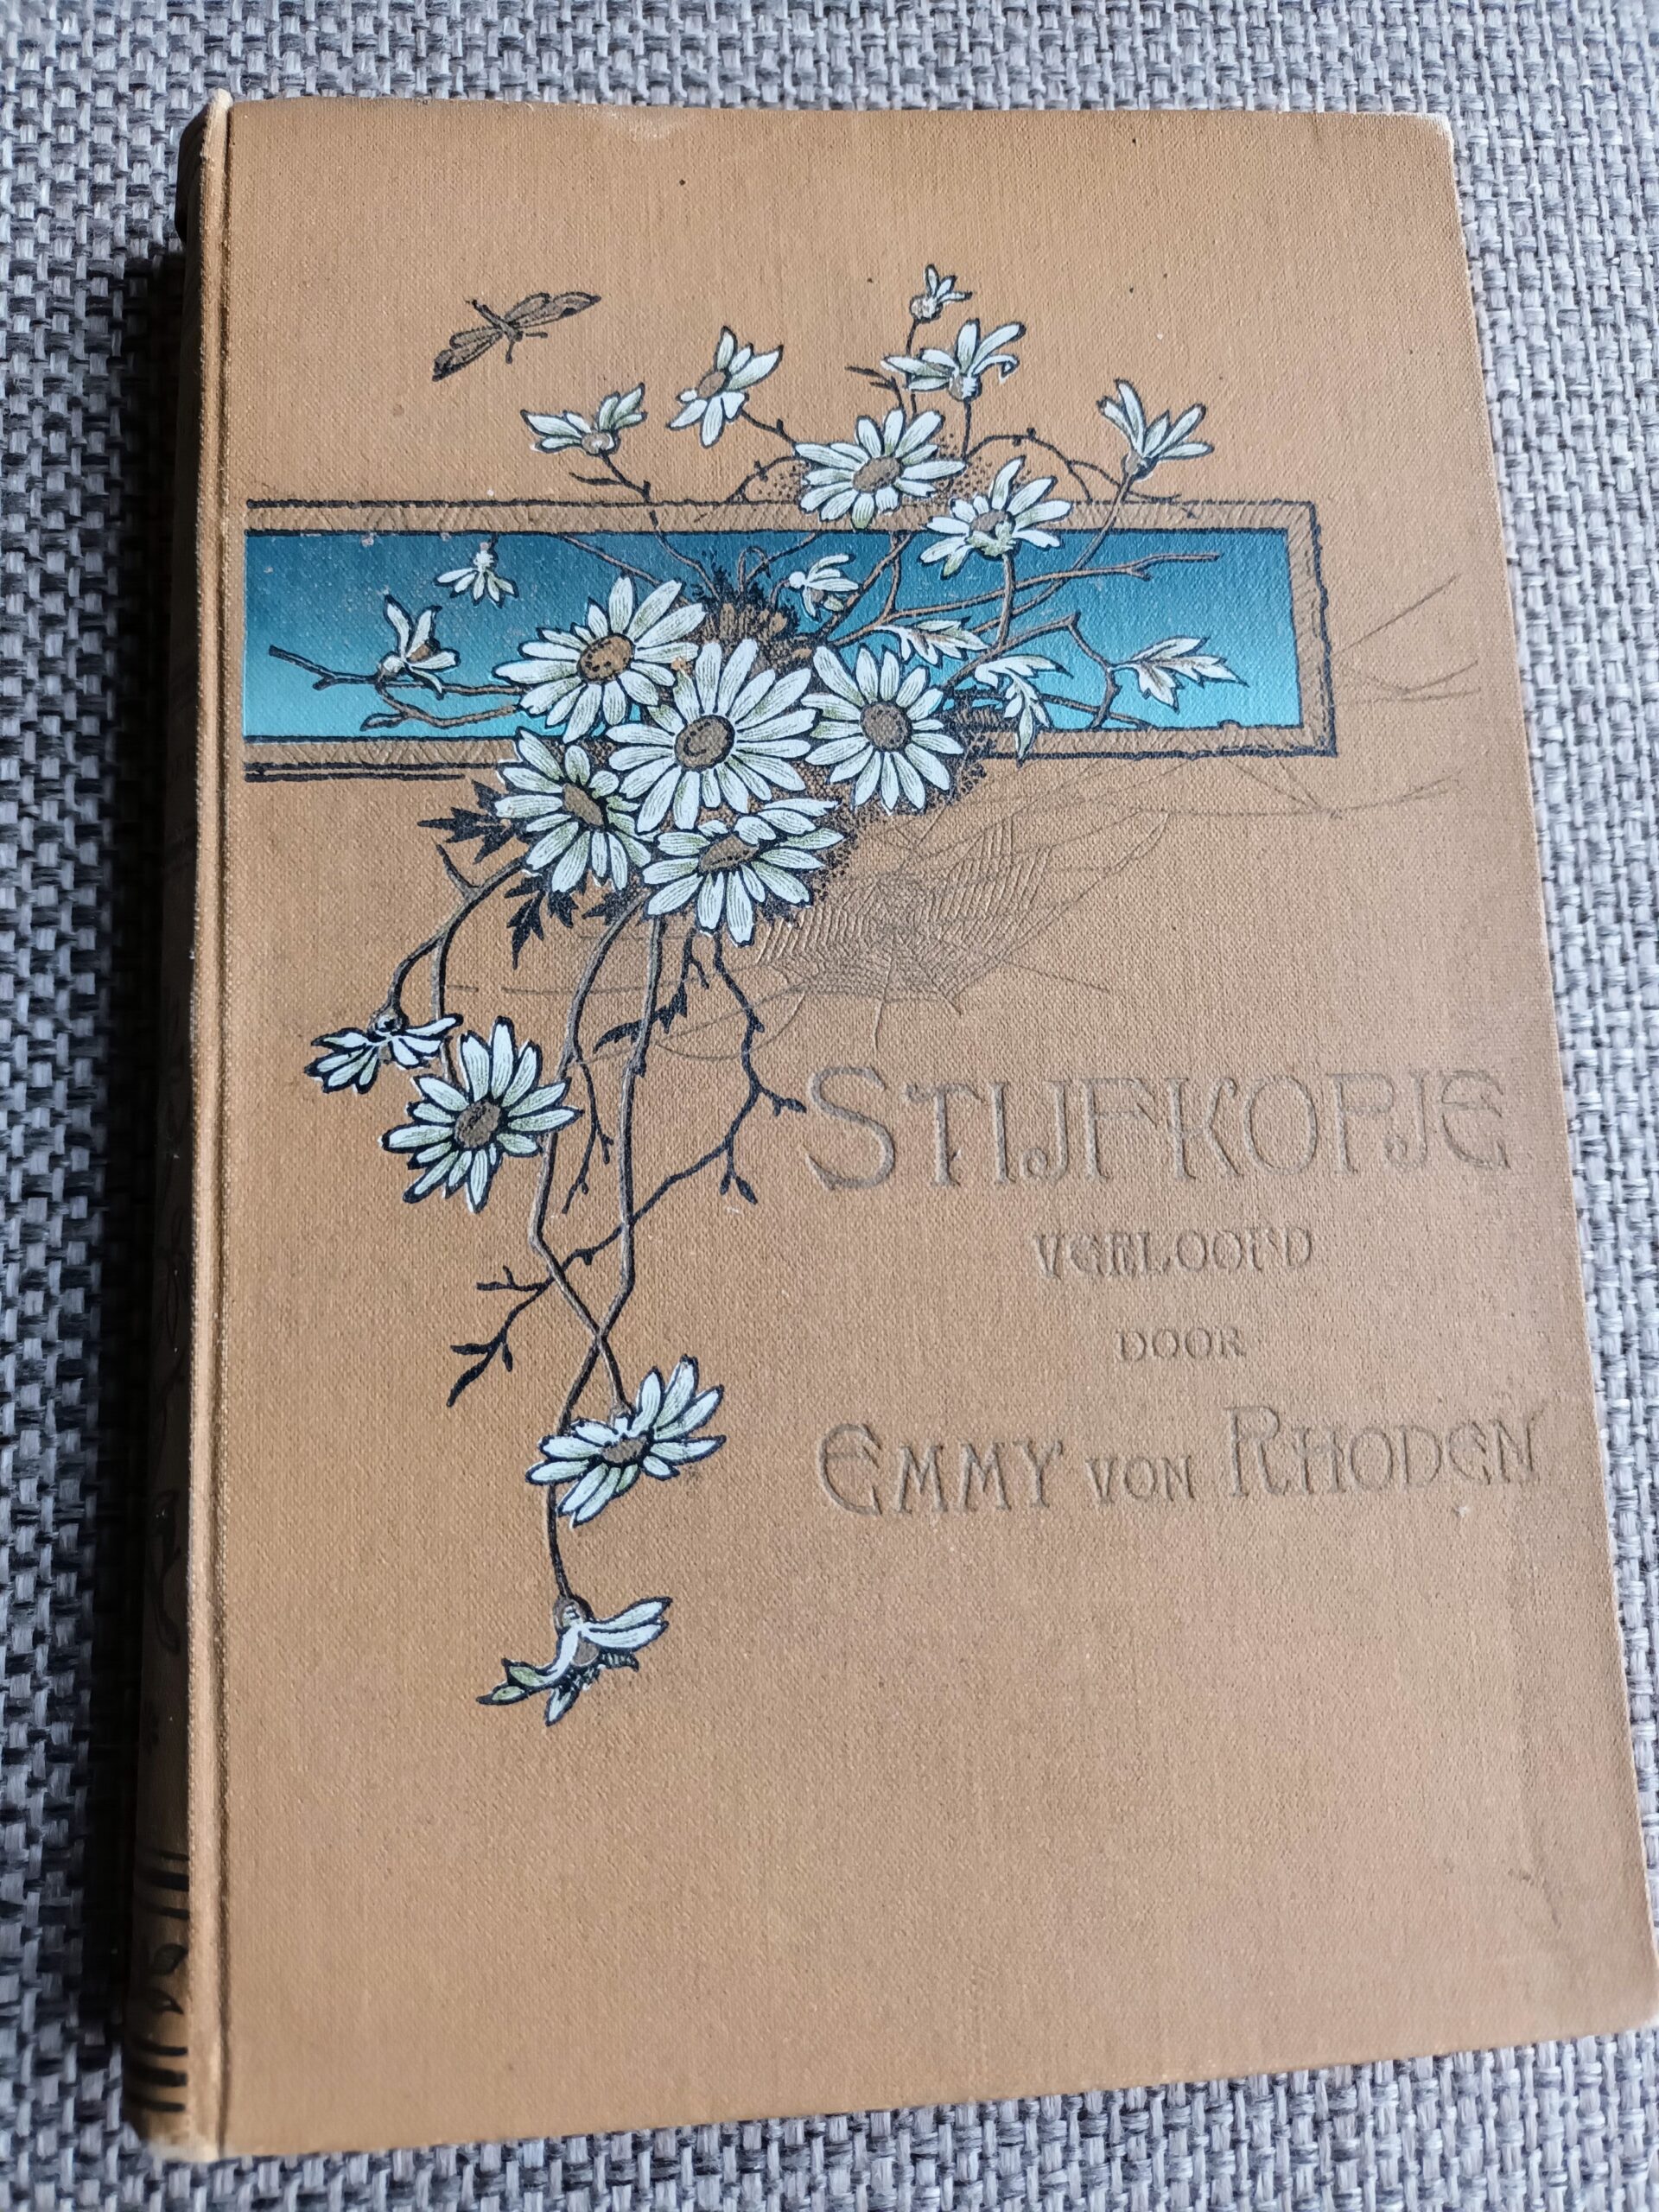 STIJFKOPJE
VERLOOFD
DOOR
EMMY VON RHODEN